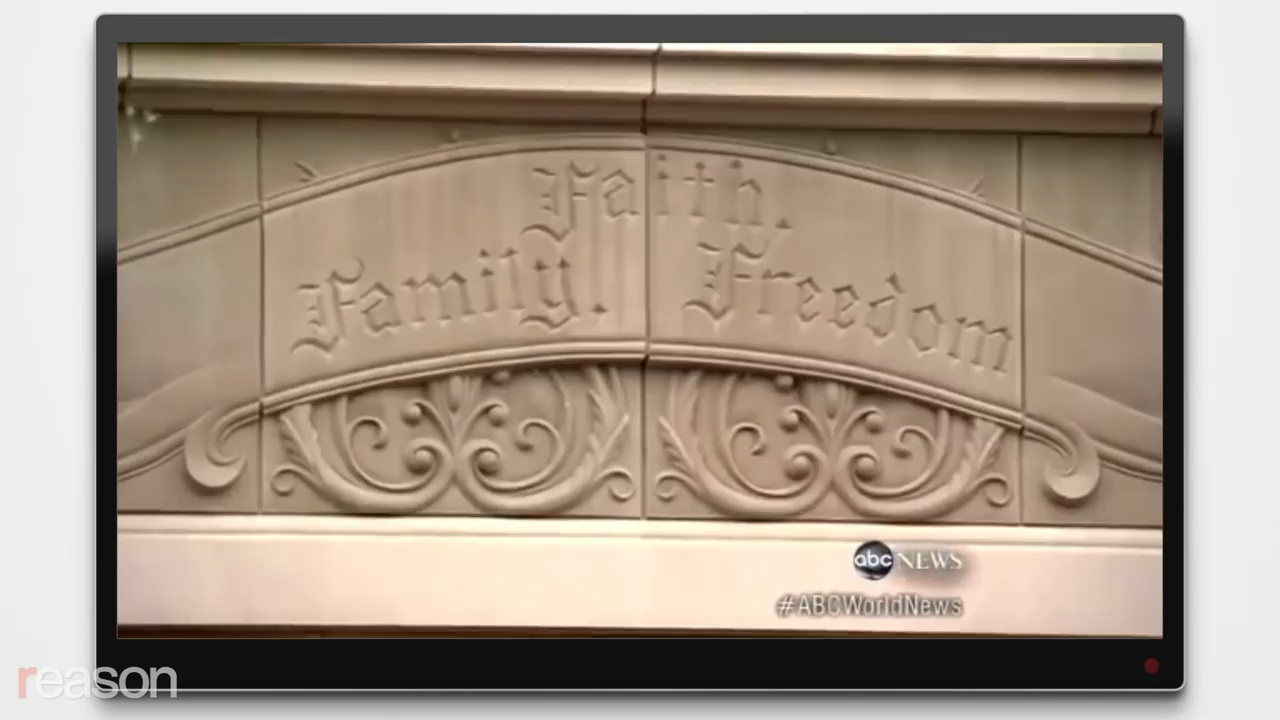 Faith,
Family, Freedom
abc NEWS
#ABCWorldNews
reason